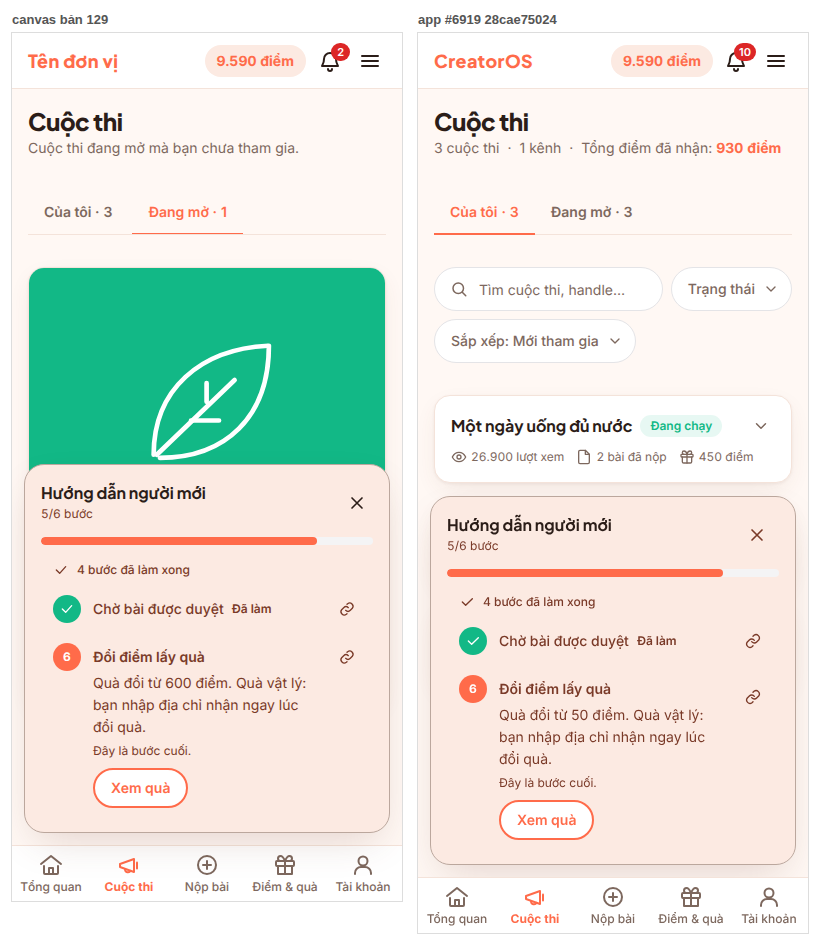 canvas bản 129
Tên đơn vị
9.590 điểm
2
Cuộc thi
Cuộc thi đang mở mà bạn chưa tham gia.
Của tôi · 3
Đang mở · 1
Hướng dẫn người mới
5/6 bước
4 bước đã làm xong
Chờ bài được duyệt Đã làm
6 Đổi điểm lấy quà
Quà đổi từ 600 điểm. Quà vật lý:
bạn nhập địa chỉ nhận ngay lúc
đổi quà.
Đây là bước cuối.
Xem quà
Tổng quan Cuộc thi Nộp bài Điểm & quà Tài khoản
app #6919 28cae75024
CreatorOS
9.590 điểm
10
Cuộc thi
3 cuộc thi · 1 kênh · Tổng điểm đã nhận: 930 điểm
Của tôi · 3
Đang mở · 3
Tìm cuộc thi, handle...
Trạng thái
Sắp xếp: Mới tham gia
Một ngày uống đủ nước Đang chạy
26.900 lượt xem 2 bài đã nộp 450 điểm
Hướng dẫn người mới
5/6 bước
4 bước đã làm xong
Chờ bài được duyệt Đã làm
6 Đổi điểm lấy quà
Quà đổi từ 50 điểm. Quà vật lý:
bạn nhập địa chỉ nhận ngay lúc
đổi quà.
Đây là bước cuối.
Xem quà
Tổng quan Cuộc thi Nộp bài Điểm & quà Tài khoản